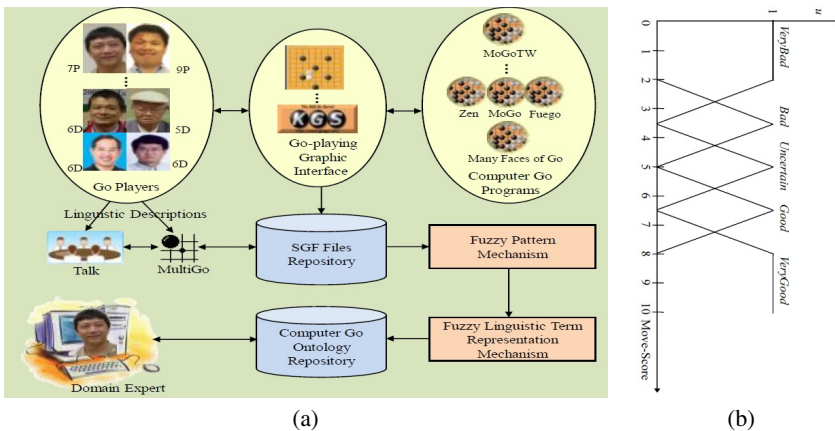 7P
9P
6D
5D
6D
6D
Go Players
KGS
Go-playing
Graphic
Interface
MoGoTW
Zen
MoGo
Fuego
Many Faces of Go
Computer Go
Programs
Linguistic Descriptions
Talk
MultiGo
SGF Files
Repository
Fuzzy Pattern
Mechanism
Domain Expert
Computer Go
Ontology
Repository
Fuzzy Linguistic Term
Representation
Mechanism
(a)
u
1
VeryBad
Bad
Uncertain
Good
VeryGood
0
1
2
3
4
5
6
7
8
9
10
Move-Score
(b)